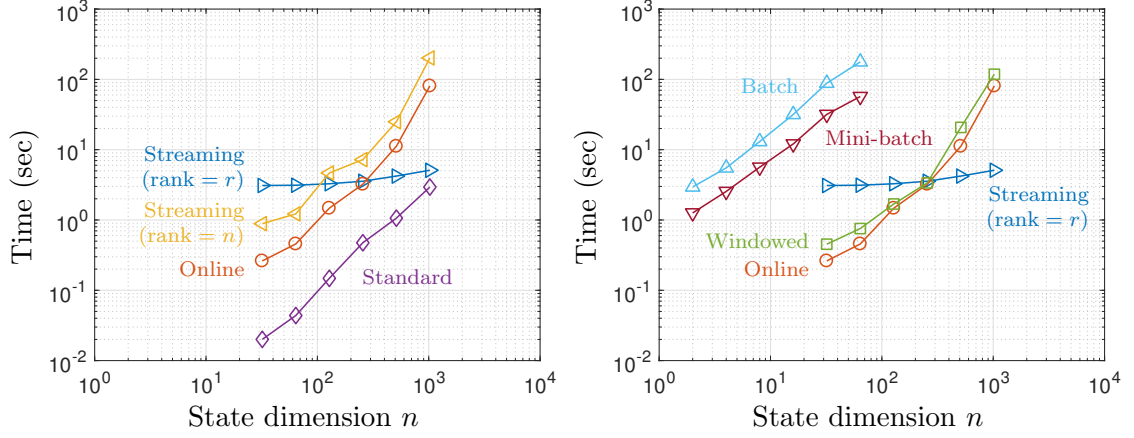 10^3
10^2
10^1
10^0
10^-1
10^-2
Time (sec)
Streaming
(rank = r)
Streaming
(rank = n)
Online
Standard
10^0
10^1
10^2
10^3
10^4
State dimension n
10^3
10^2
10^1
10^0
10^-1
10^-2
Time (sec)
Batch
Mini-batch
Streaming
(rank = r)
Windowed
Online
10^0
10^1
10^2
10^3
10^4
State dimension n